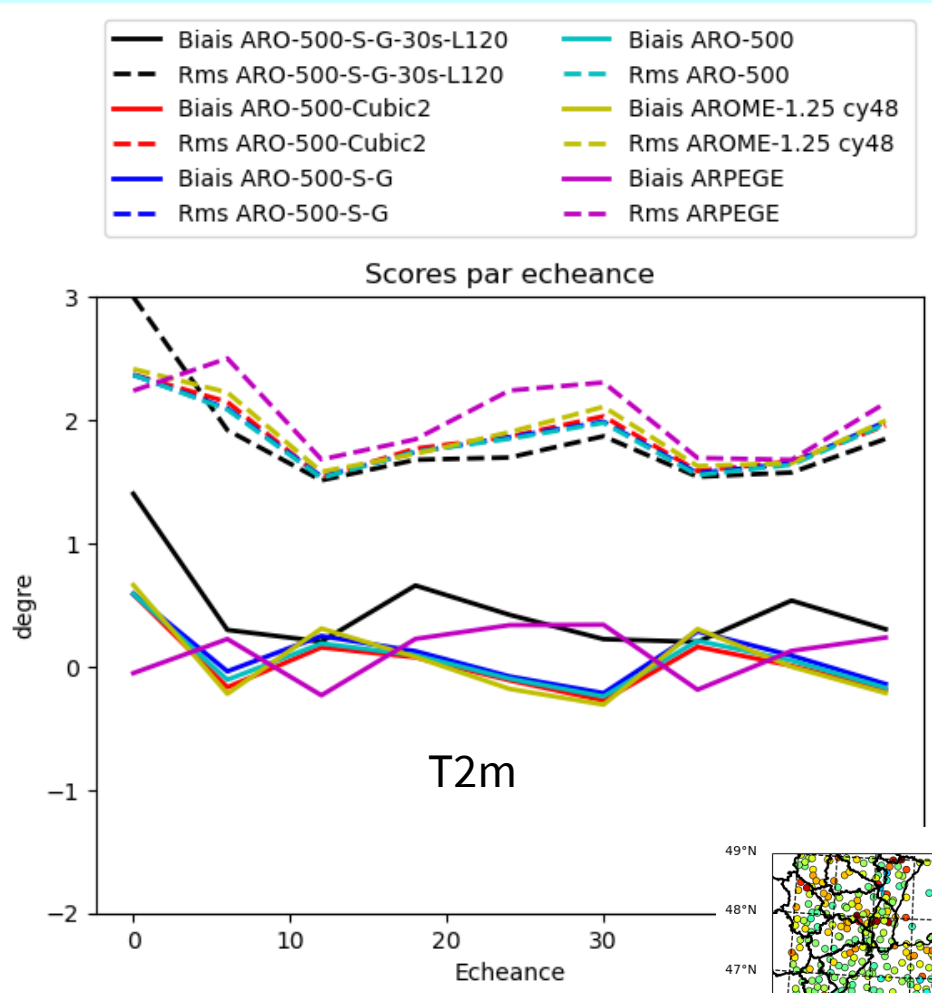 Biais ARO-500-S-G-30s-L120
Rms ARO-500-S-G-30s-L120
Biais ARO-500-Cubic2
Rms ARO-500-Cubic2
Biais ARO-500-S-G
Rms ARO-500-S-G
Biais ARO-500
Rms ARO-500
Biais AROME-1.25 cy48
Rms AROME-1.25 cy48
Biais ARPEGE
Rms ARPEGE
Scores par echeance
3
2
1
0
−1
−2
degre
T2m
0
10
20
30
Echeance
49°N
48°N
47°N